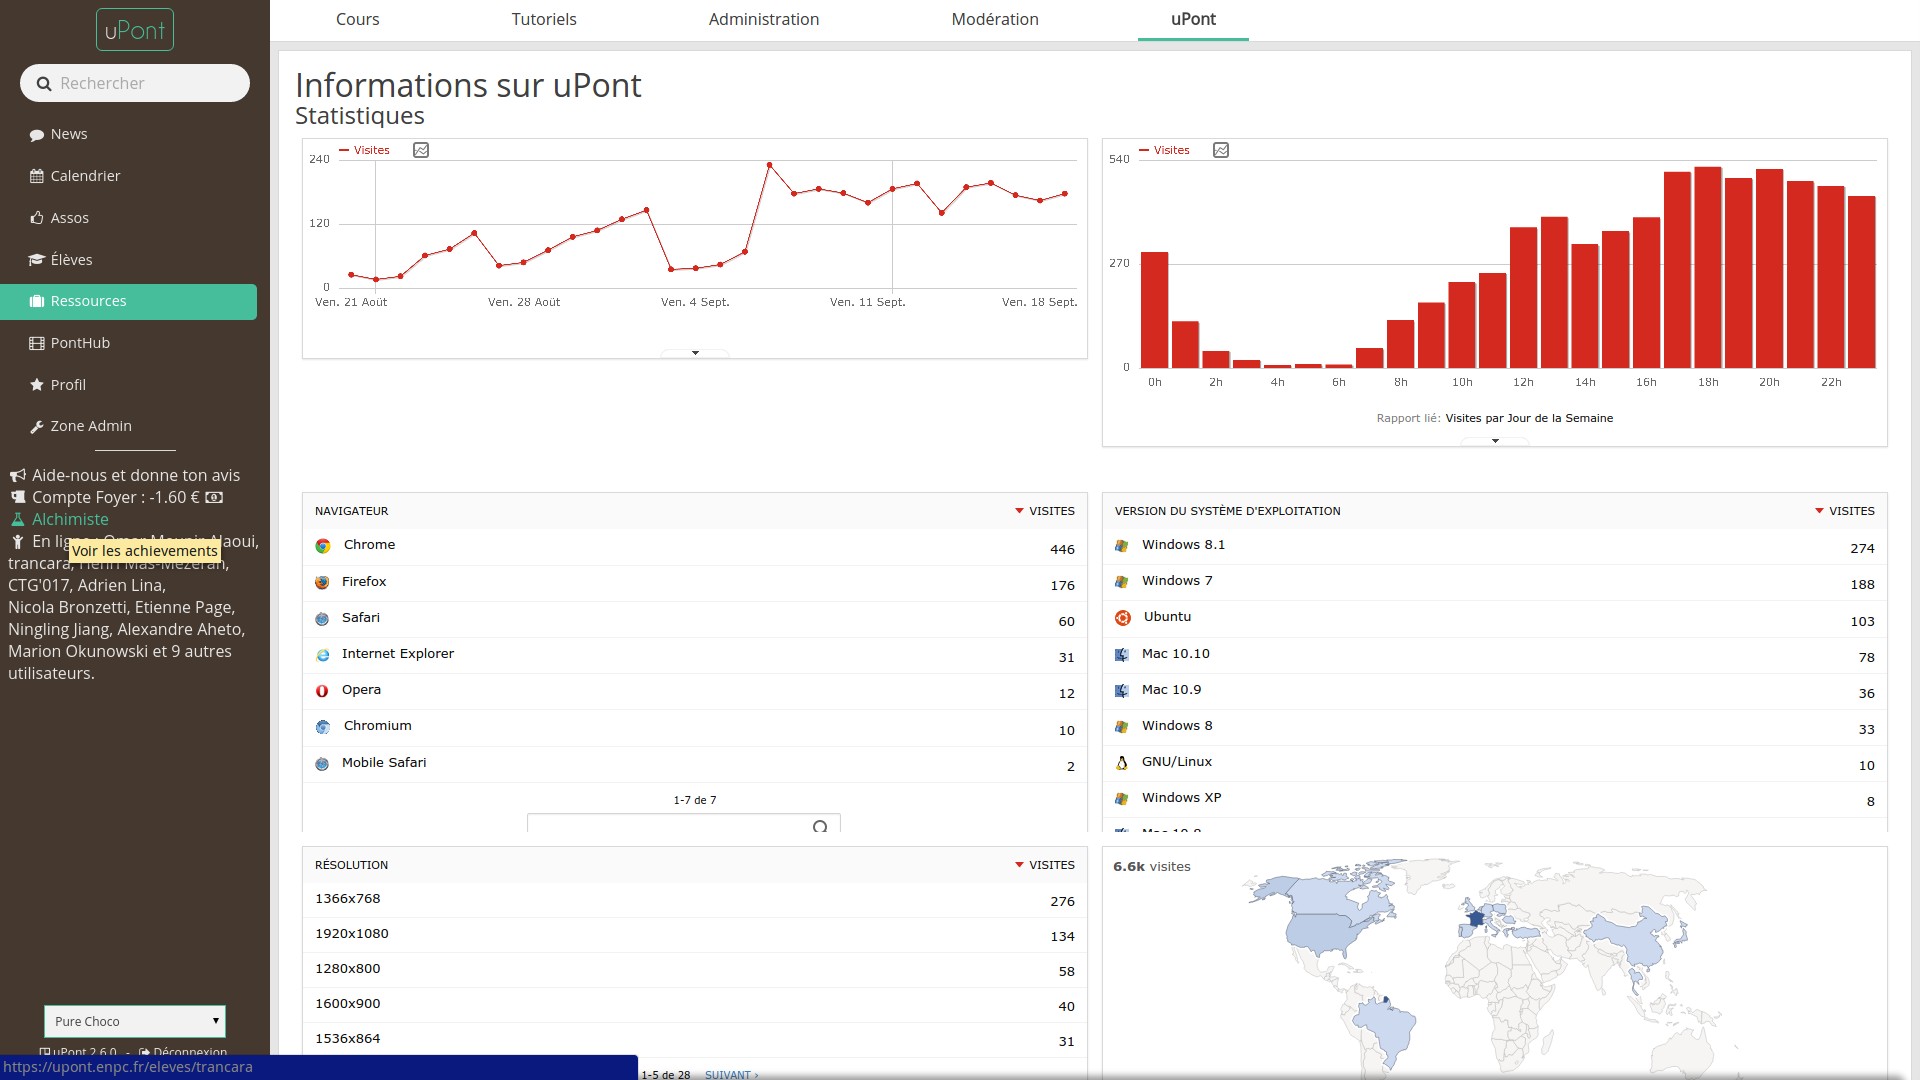 uPont
Rechercher
News
Calendrier
Assos
Élèves
Ressources
PontHub
Profil
Zone Admin
Aide-nous et donne ton avis
Compte Foyer : -1.60 €
Alchimiste
En ligne : Omar Mounir Alaoui,
Voir les achievements
trancara, Henri Mas-Mezeran,
CTG'017, Adrien Lina,
Nicola Bronzetti, Etienne Page,
Ningling Jiang, Alexandre Aheto,
Marion Okunowski et 9 autres
utilisateurs.
Pure Choco
uPont 2.6.0 - Déconnexion
https://upont.enpc.fr/eleves/trancara
Cours Tutoriels Administration Modération uPont
Informations sur uPont
Statistiques
Visites
240
120
0
Ven. 21 Août Ven. 28 Août Ven. 4 Sept. Ven. 11 Sept. Ven. 18 Sept.
Visites
540
270
0
0h 2h 4h 6h 8h 10h 12h 14h 16h 18h 20h 22h
Rapport lié: Visites par Jour de la Semaine
NAVIGATEUR VISITES
Chrome 446
Firefox 176
Safari 60
Internet Explorer 31
Opera 12
Chromium 10
Mobile Safari 2
1-7 de 7
VERSION DU SYSTÈME D'EXPLOITATION VISITES
Windows 8.1 274
Windows 7 188
Ubuntu 103
Mac 10.10 78
Mac 10.9 36
Windows 8 33
GNU/Linux 10
Windows XP 8
RÉSOLUTION VISITES
1366x768 276
1920x1080 134
1280x800 58
1600x900 40
1536x864 31
1-5 de 28 SUIVANT ›
6.6k visites